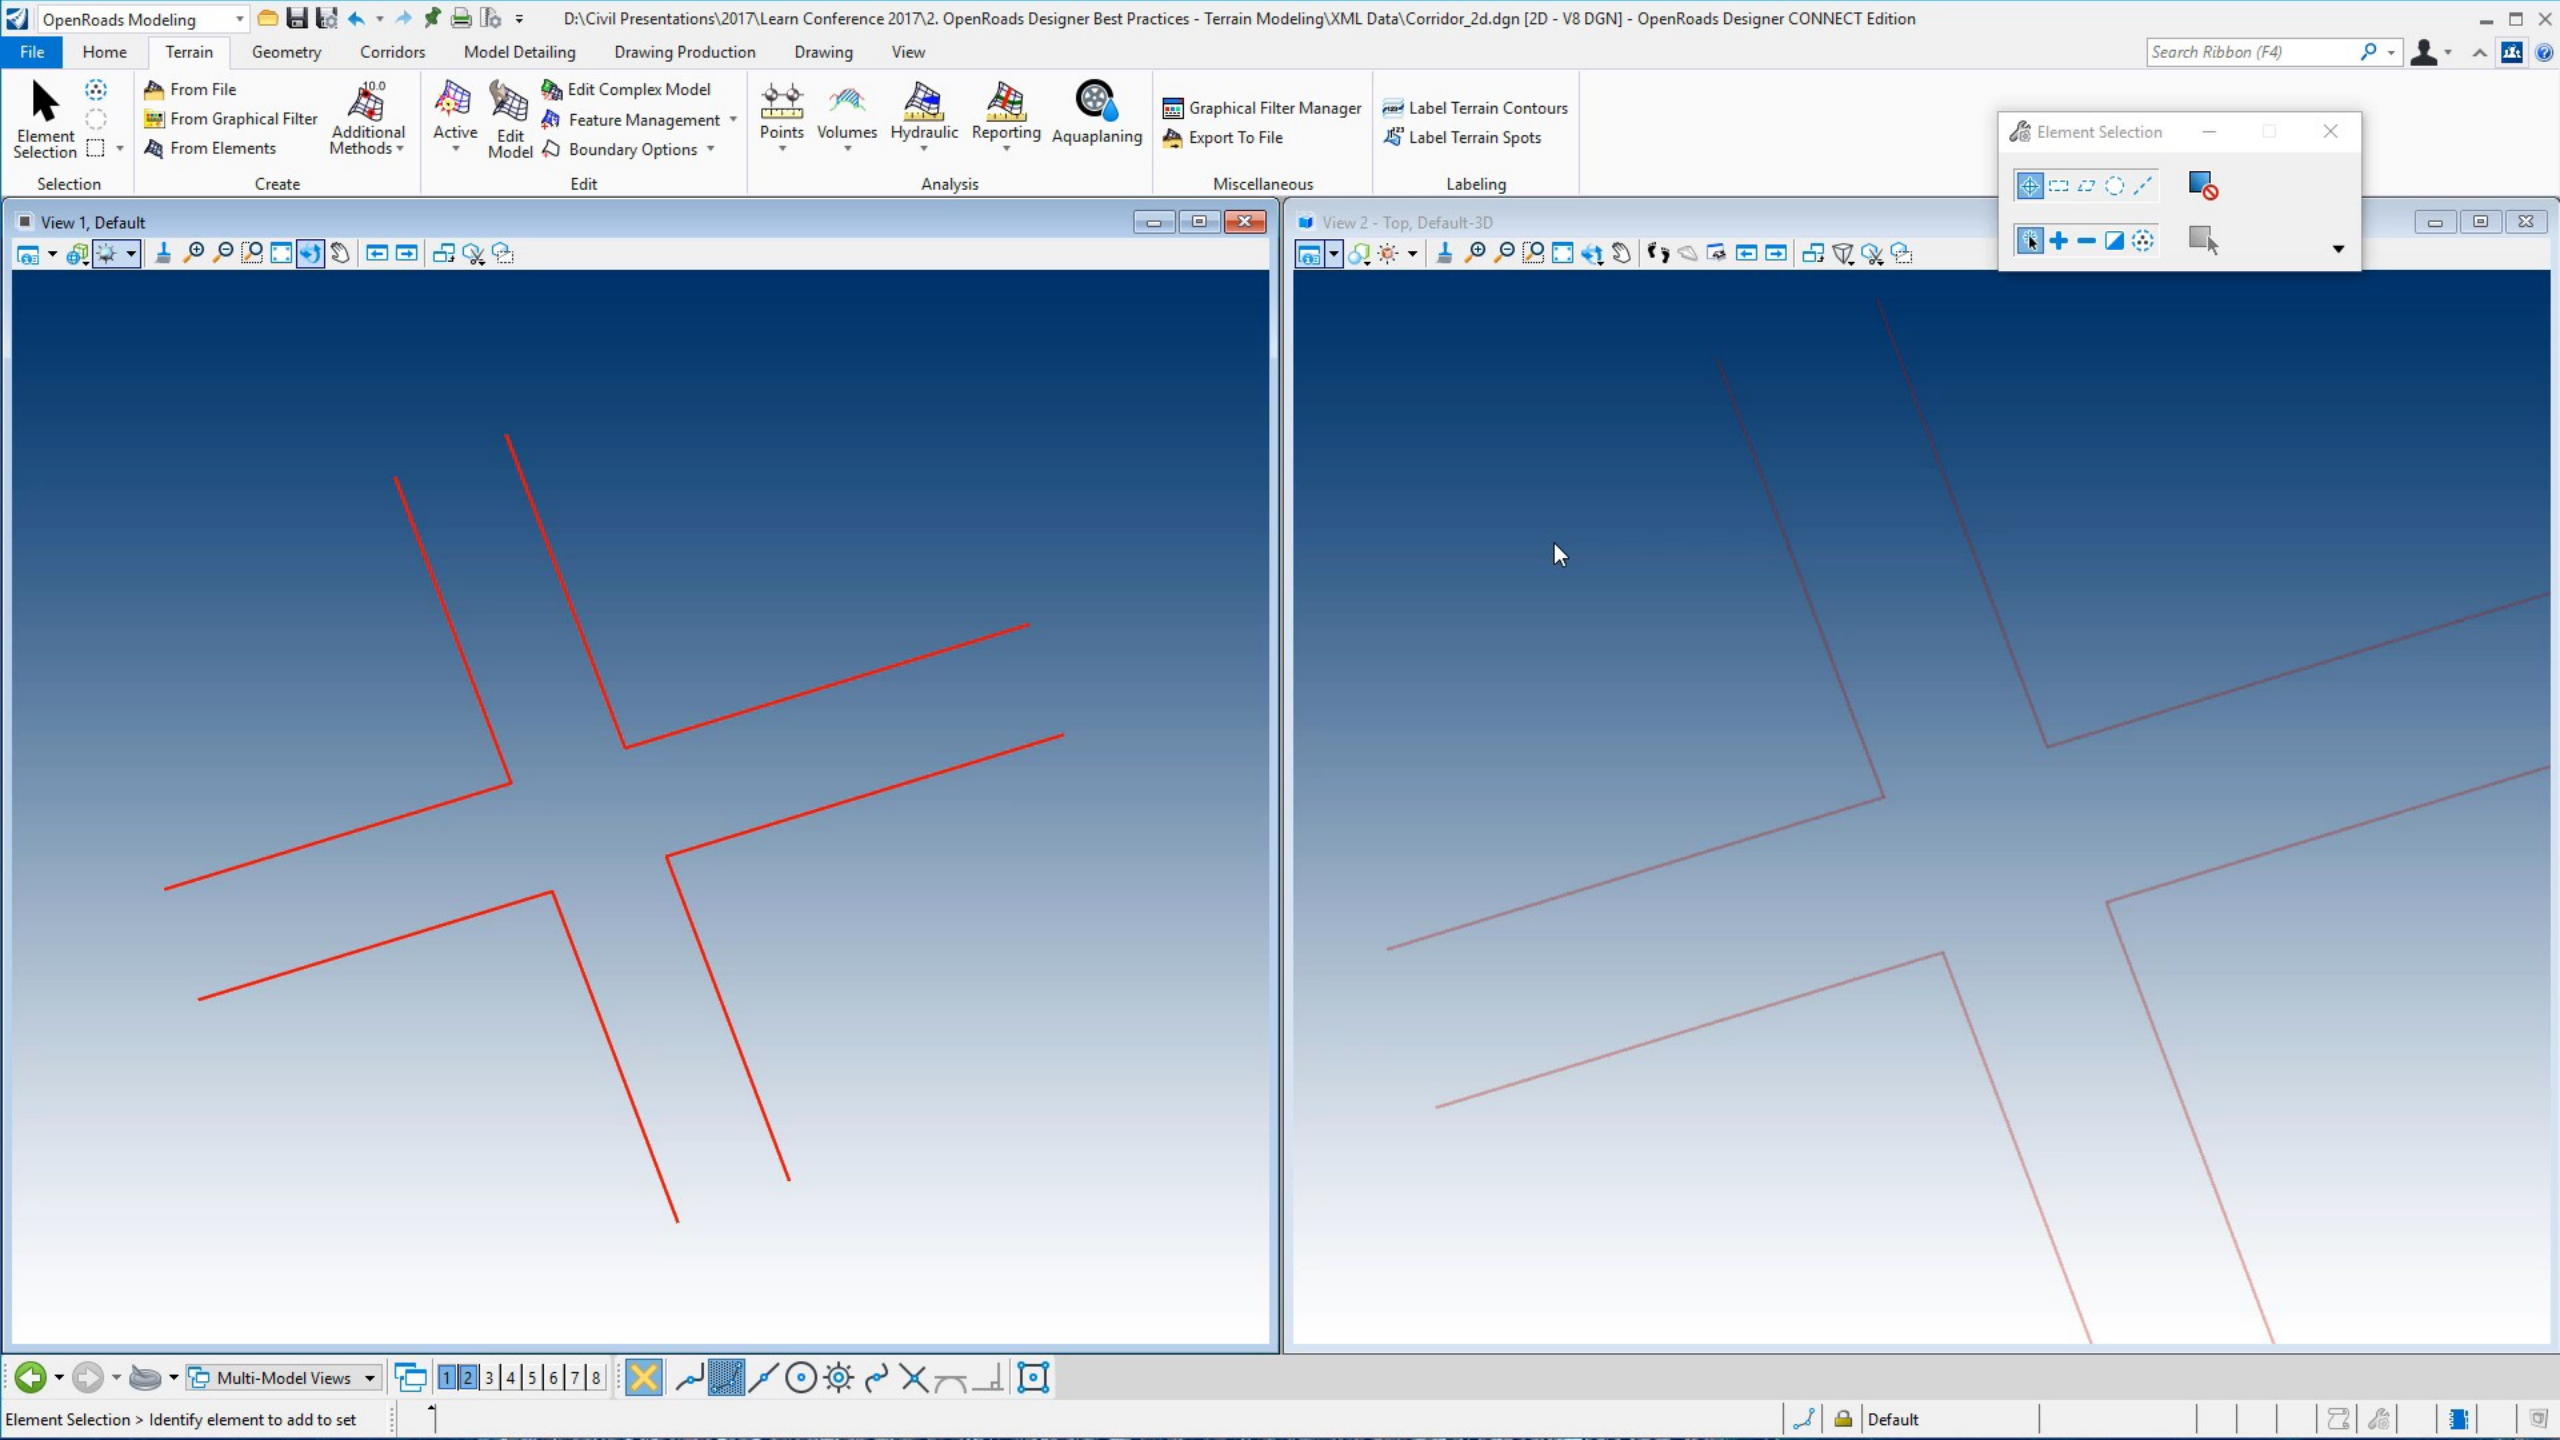 OpenRoads Modeling
D:\Civil Presentations\2017\Learn Conference 2017\2. OpenRoads Designer Best Practices - Terrain Modeling\XML Data\Corridor_2d.dgn [2D - V8 DGN] - OpenRoads Designer CONNECT Edition
File Home Terrain Geometry Corridors Model Detailing Drawing Production Drawing View
Search Ribbon (F4)
Element Selection
From File
From Graphical Filter
From Elements
10.0
Additional Methods
Active
Edit Model
Edit Complex Model
Feature Management
Boundary Options
Points
Volumes
Hydraulic
Reporting
Aquaplaning
Graphical Filter Manager
Export To File
Label Terrain Contours
Label Terrain Spots
Selection Create Edit Analysis Miscellaneous Labeling
Element Selection
View 1, Default
View 2 - Top, Default-3D
Multi-Model Views
1 2 3 4 5 6 7 8
Element Selection > Identify element to add to set
Default